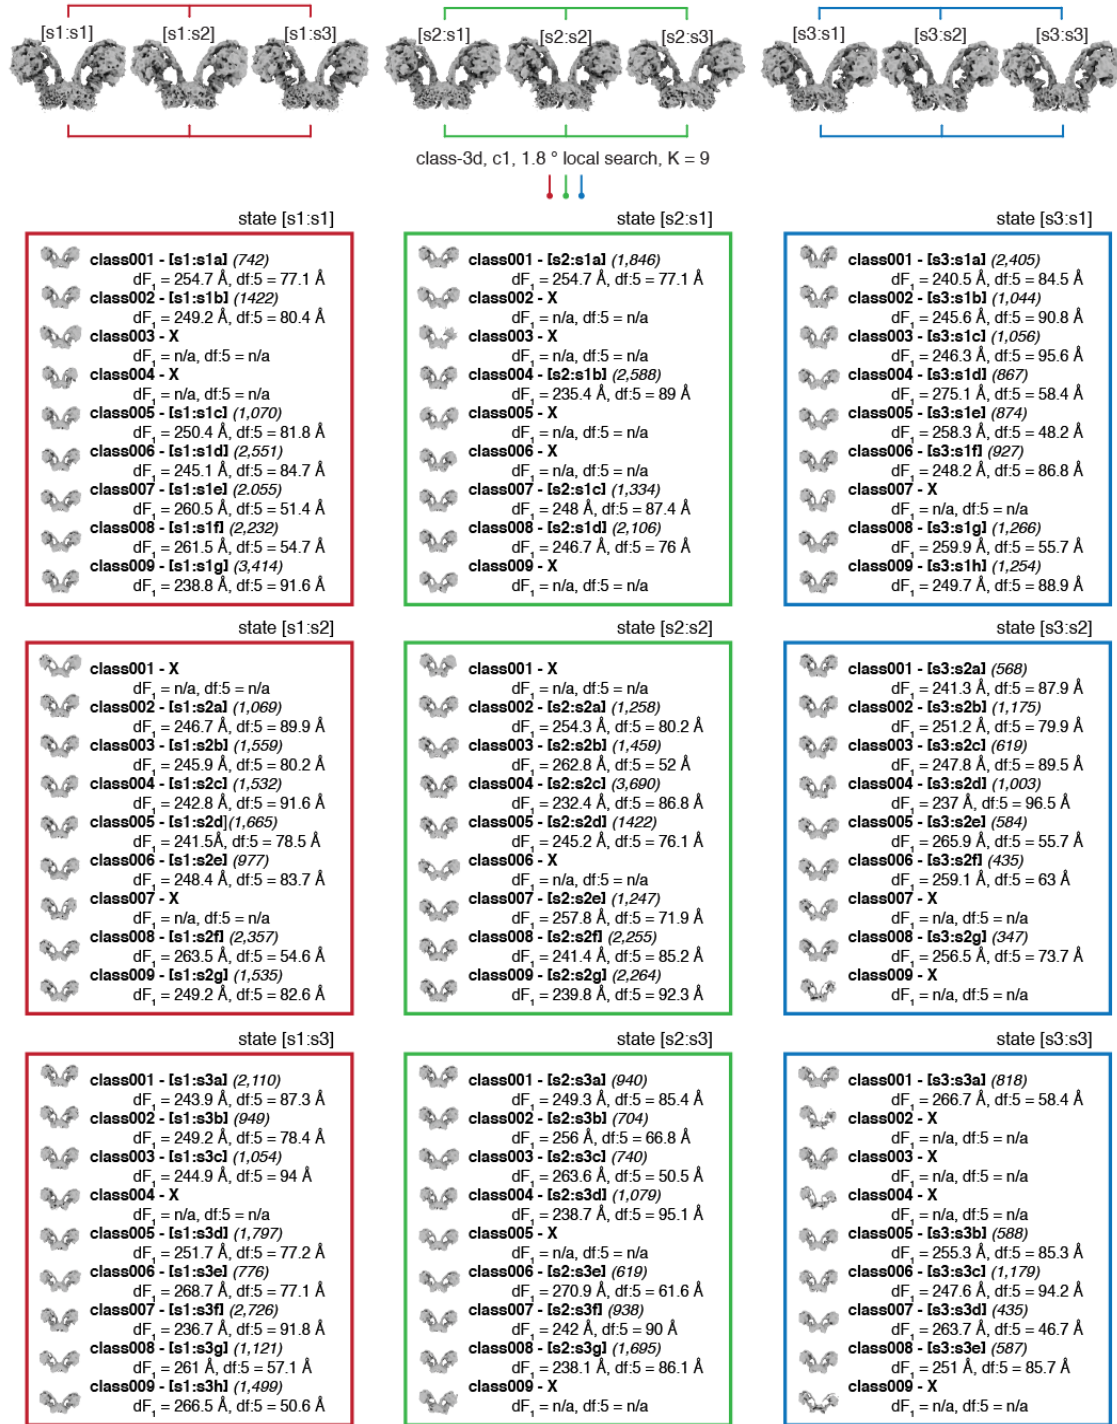 [s1:s1]
[s1:s2]
[s1:s3]
[s2:s1]
[s2:s2]
[s2:s3]
[s3:s1]
[s3:s2]
[s3:s3]
class-3d, c1, 1.8 ° local search, K = 9
state [s1:s1]
class001 - [s1:s1a] (742)
dF₁ = 254.7 Å, df:5 = 77.1 Å
class002 - [s1:s1b] (1422)
dF₁ = 249.2 Å, df:5 = 80.4 Å
class003 - X
dF₁ = n/a, df:5 = n/a
class004 - X
dF₁ = n/a, df:5 = n/a
class005 - [s1:s1c] (1,070)
dF₁ = 250.4 Å, df:5 = 81.8 Å
class006 - [s1:s1d] (2,551)
dF₁ = 245.1 Å, df:5 = 84.7 Å
class007 - [s1:s1e] (2.055)
dF₁ = 260.5 Å, df:5 = 51.4 Å
class008 - [s1:s1f] (2,232)
dF₁ = 261.5 Å, df:5 = 54.7 Å
class009 - [s1:s1g] (3,414)
dF₁ = 238.8 Å, df:5 = 91.6 Å
state [s2:s1]
class001 - [s2:s1a] (1,846)
dF₁ = 254.7 Å, df:5 = 77.1 Å
class002 - X
dF₁ = n/a, df:5 = n/a
class003 - X
dF₁ = n/a, df:5 = n/a
class004 - [s2:s1b] (2,588)
dF₁ = 235.4 Å, df:5 = 89 Å
class005 - X
dF₁ = n/a, df:5 = n/a
class006 - X
dF₁ = n/a, df:5 = n/a
class007 - [s2:s1c] (1,334)
dF₁ = 248 Å, df:5 = 87.4 Å
class008 - [s2:s1d] (2,106)
dF₁ = 246.7 Å, df:5 = 76 Å
class009 - X
dF₁ = n/a, df:5 = n/a
state [s3:s1]
class001 - [s3:s1a] (2,405)
dF₁ = 240.5 Å, df:5 = 84.5 Å
class002 - [s3:s1b] (1,044)
dF₁ = 245.6 Å, df:5 = 90.8 Å
class003 - [s3:s1c] (1,056)
dF₁ = 246.3 Å, df:5 = 95.6 Å
class004 - [s3:s1d] (867)
dF₁ = 275.1 Å, df:5 = 58.4 Å
class005 - [s3:s1e] (874)
dF₁ = 258.3 Å, df:5 = 48.2 Å
class006 - [s3:s1f] (927)
dF₁ = 248.2 Å, df:5 = 86.8 Å
class007 - X
dF₁ = n/a, df:5 = n/a
class008 - [s3:s1g] (1,266)
dF₁ = 259.9 Å, df:5 = 55.7 Å
class009 - [s3:s1h] (1,254)
dF₁ = 249.7 Å, df:5 = 88.9 Å
state [s1:s2]
class001 - X
dF₁ = n/a, df:5 = n/a
class002 - [s1:s2a] (1,069)
dF₁ = 246.7 Å, df:5 = 89.9 Å
class003 - [s1:s2b] (1,559)
dF₁ = 245.9 Å, df:5 = 80.2 Å
class004 - [s1:s2c] (1,532)
dF₁ = 242.8 Å, df:5 = 91.6 Å
class005 - [s1:s2d](1,665)
dF₁ = 241.5Å, df:5 = 78.5 Å
class006 - [s1:s2e] (977)
dF₁ = 248.4 Å, df:5 = 83.7 Å
class007 - X
dF₁ = n/a, df:5 = n/a
class008 - [s1:s2f] (2,357)
dF₁ = 263.5 Å, df:5 = 54.6 Å
class009 - [s1:s2g] (1,535)
dF₁ = 249.2 Å, df:5 = 82.6 Å
state [s2:s2]
class001 - X
dF₁ = n/a, df:5 = n/a
class002 - [s2:s2a] (1,258)
dF₁ = 254.3 Å, df:5 = 80.2 Å
class003 - [s2:s2b] (1,459)
dF₁ = 262.8 Å, df:5 = 52 Å
class004 - [s2:s2c] (3,690)
dF₁ = 232.4 Å, df:5 = 86.8 Å
class005 - [s2:s2d] (1422)
dF₁ = 245.2 Å, df:5 = 76.1 Å
class006 - X
dF₁ = n/a, df:5 = n/a
class007 - [s2:s2e] (1,247)
dF₁ = 257.8 Å, df:5 = 71.9 Å
class008 - [s2:s2f] (2,255)
dF₁ = 241.4 Å, df:5 = 85.2 Å
class009 - [s2:s2g] (2,264)
dF₁ = 239.8 Å, df:5 = 92.3 Å
state [s3:s2]
class001 - [s3:s2a] (568)
dF₁ = 241.3 Å, df:5 = 87.9 Å
class002 - [s3:s2b] (1,175)
dF₁ = 251.2 Å, df:5 = 79.9 Å
class003 - [s3:s2c] (619)
dF₁ = 247.8 Å, df:5 = 89.5 Å
class004 - [s3:s2d] (1,003)
dF₁ = 237 Å, df:5 = 96.5 Å
class005 - [s3:s2e] (584)
dF₁ = 265.9 Å, df:5 = 55.7 Å
class006 - [s3:s2f] (435)
dF₁ = 259.1 Å, df:5 = 63 Å
class007 - X
dF₁ = n/a, df:5 = n/a
class008 - [s3:s2g] (347)
dF₁ = 256.5 Å, df:5 = 73.7 Å
class009 - X
dF₁ = n/a, df:5 = n/a
state [s1:s3]
class001 - [s1:s3a] (2,110)
dF₁ = 243.9 Å, df:5 = 87.3 Å
class002 - [s1:s3b] (949)
dF₁ = 249.2 Å, df:5 = 78.4 Å
class003 - [s1:s3c] (1,054)
dF₁ = 244.9 Å, df:5 = 94 Å
class004 - X
dF₁ = n/a, df:5 = n/a
class005 - [s1:s3d] (1,797)
dF₁ = 251.7 Å, df:5 = 77.2 Å
class006 - [s1:s3e] (776)
dF₁ = 268.7 Å, df:5 = 77.1 Å
class007 - [s1:s3f] (2,726)
dF₁ = 236.7 Å, df:5 = 91.8 Å
class008 - [s1:s3g] (1,121)
dF₁ = 261 Å, df:5 = 57.1 Å
class009 - [s1:s3h] (1,499)
dF₁ = 266.5 Å, df:5 = 50.6 Å
state [s2:s3]
class001 - [s2:s3a] (940)
dF₁ = 249.3 Å, df:5 = 85.4 Å
class002 - [s2:s3b] (704)
dF₁ = 256 Å, df:5 = 66.8 Å
class003 - [s2:s3c] (740)
dF₁ = 263.6 Å, df:5 = 50.5 Å
class004 - [s2:s3d] (1,079)
dF₁ = 238.7 Å, df:5 = 95.1 Å
class005 - X
dF₁ = n/a, df:5 = n/a
class006 - [s2:s3e] (619)
dF₁ = 270.9 Å, df:5 = 61.6 Å
class007 - [s2:s3f] (938)
dF₁ = 242 Å, df:5 = 90 Å
class008 - [s2:s3g] (1,695)
dF₁ = 238.1 Å, df:5 = 86.1 Å
class009 - X
dF₁ = n/a, df:5 = n/a
state [s3:s3]
class001 - [s3:s3a] (818)
dF₁ = 266.7 Å, df:5 = 58.4 Å
class002 - X
dF₁ = n/a, df:5 = n/a
class003 - X
dF₁ = n/a, df:5 = n/a
class004 - X
dF₁ = n/a, df:5 = n/a
class005 - [s3:s3b] (588)
dF₁ = 255.3 Å, df:5 = 85.3 Å
class006 - [s3:s3c] (1,179)
dF₁ = 247.6 Å, df:5 = 94.2 Å
class007 - [s3:s3d] (435)
dF₁ = 263.7 Å, df:5 = 46.7 Å
class008 - [s3:s3e] (587)
dF₁ = 251 Å, df:5 = 85.7 Å
class009 - X
dF₁ = n/a, df:5 = n/a